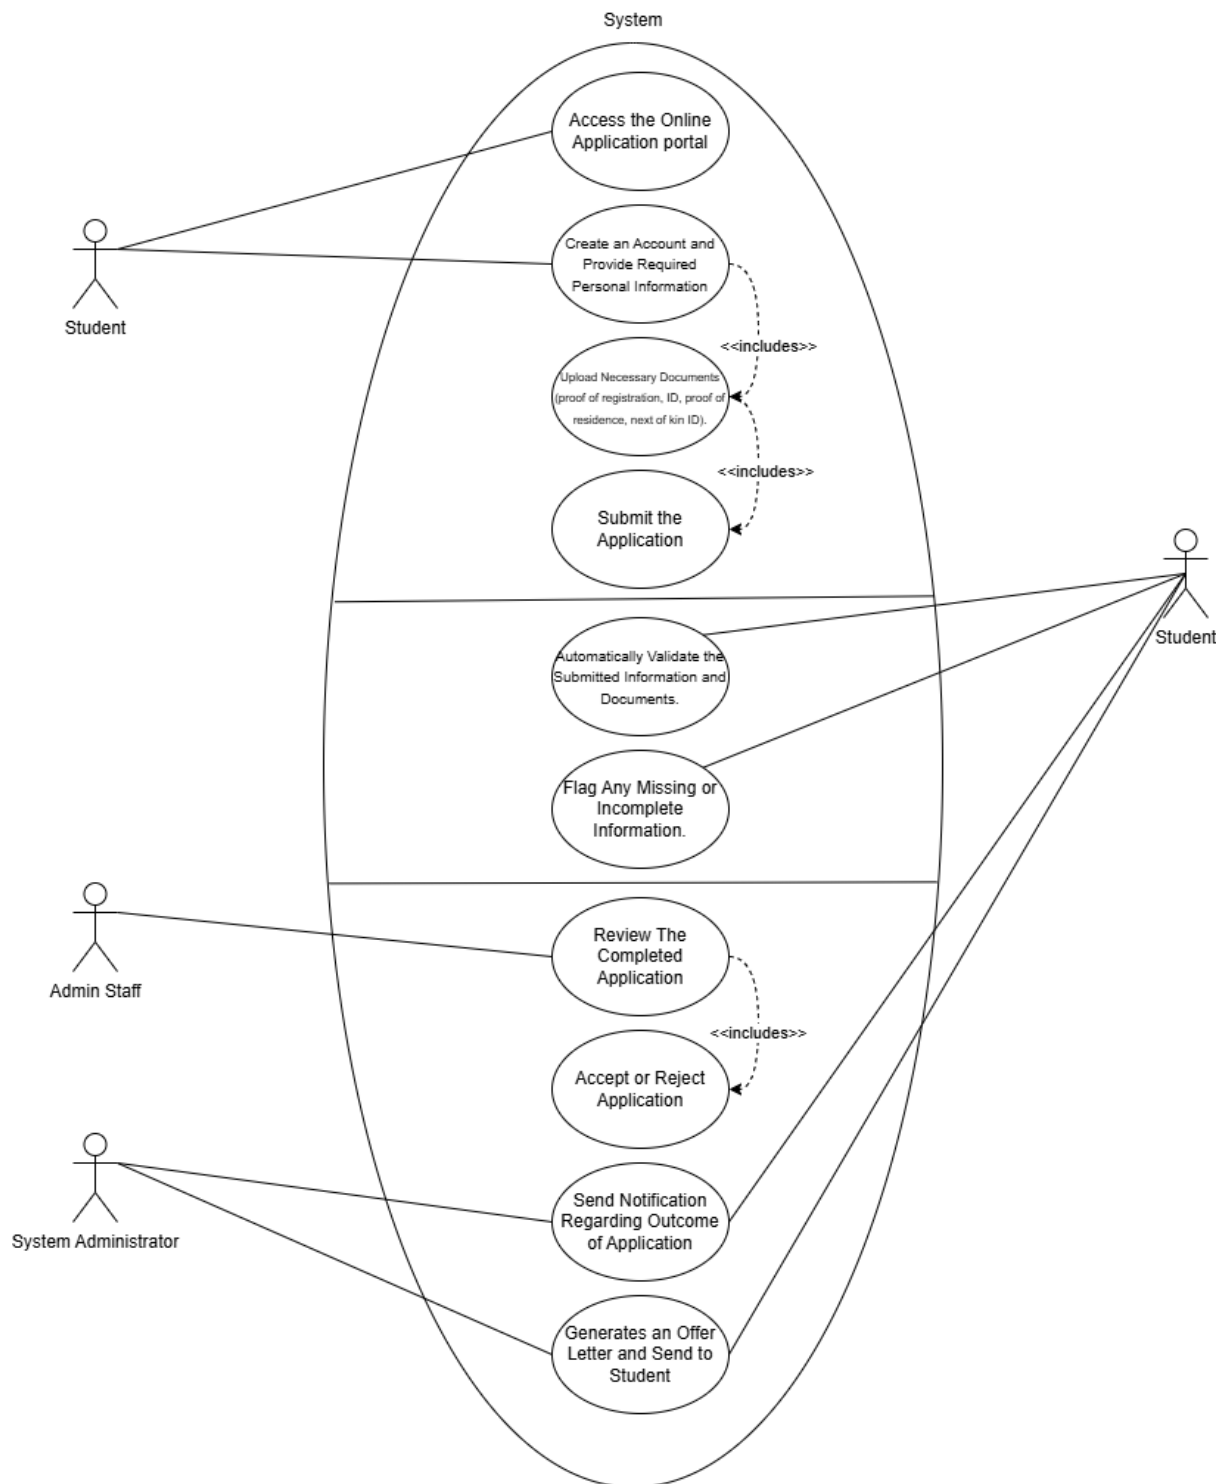 System
Access the Online
Application portal
Create an Account and
Provide Required
Personal Information
Student
<<includes>>
Upload Necessary Documents
(proof of registration, ID, proof of
residence, next of kin ID).
<<includes>>
Submit the
Application
Student
Automatically Validate the
Submitted Information and
Documents.
Flag Any Missing or
Incomplete
Information.
Review The
Completed
Application
Admin Staff
<<includes>>
Accept or Reject
Application
Send Notification
Regarding Outcome
of Application
System Administrator
Generates an Offer
Letter and Send to
Student